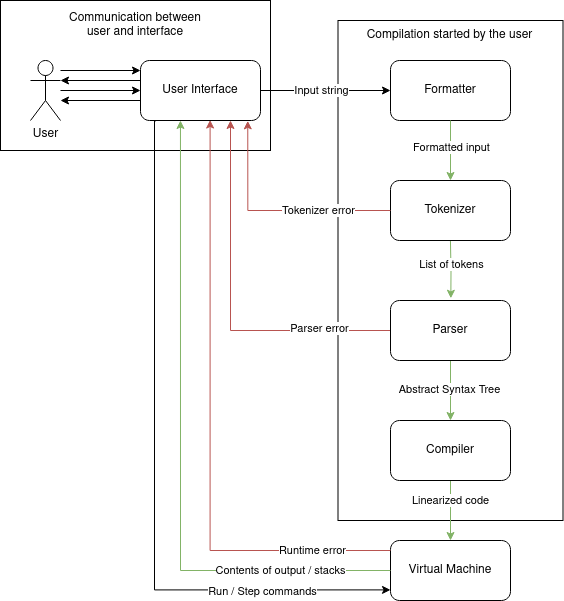 Communication between
user and interface
Compilation started by the user
User Interface
User
Input string
Formatter
Formatted input
Tokenizer
Tokenizer error
List of tokens
Parser
Parser error
Abstract Syntax Tree
Compiler
Linearized code
Runtime error
Contents of output / stacks
Virtual Machine
Run / Step commands